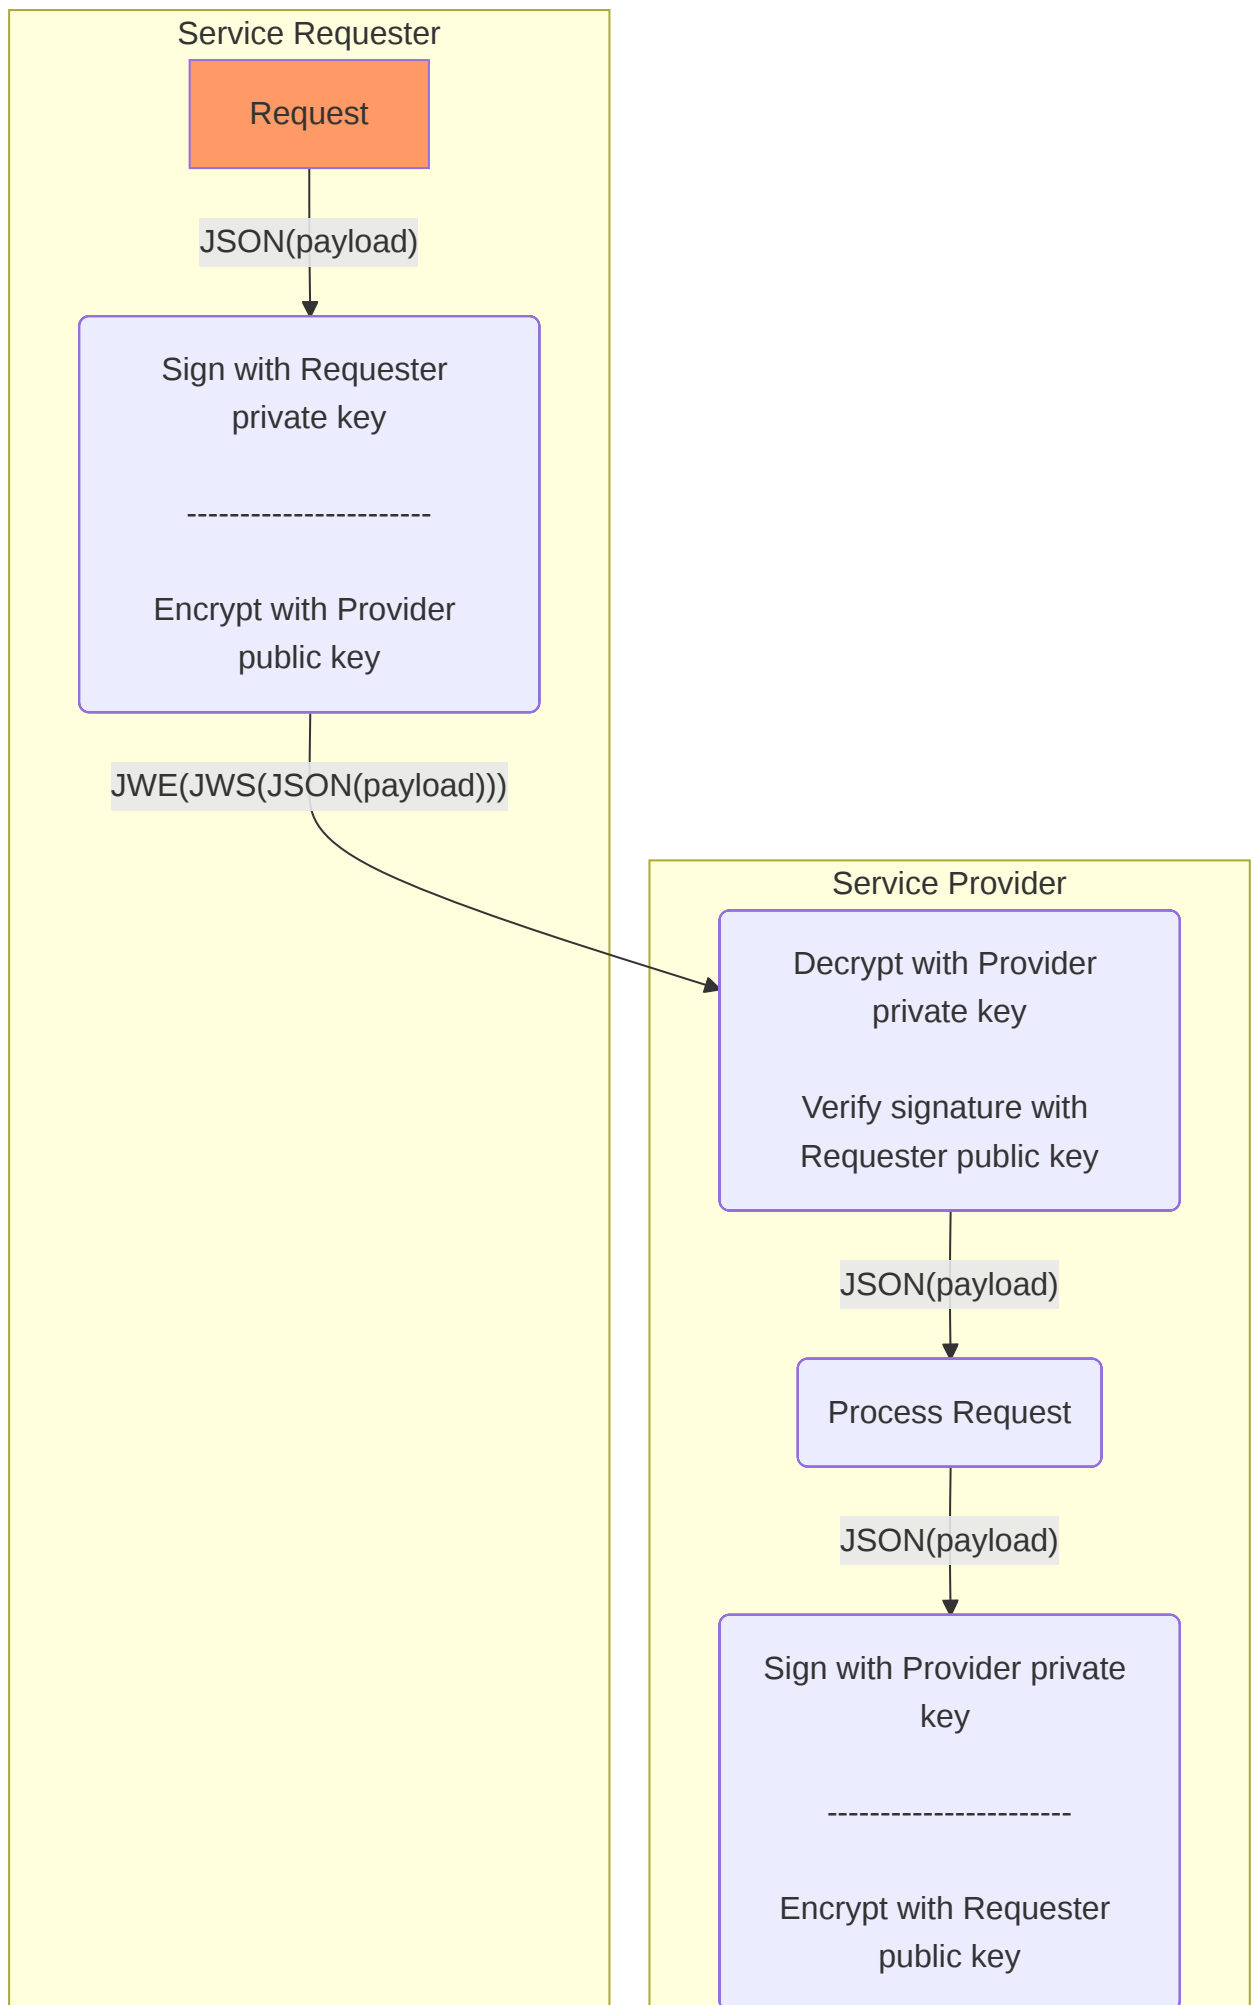 Service Requester
Request
JSON(payload)
Sign with Requester
private key
-----------------------
Encrypt with Provider
public key
JWE(JWS(JSON(payload)))
Service Provider
Decrypt with Provider
private key
Verify signature with
Requester public key
JSON(payload)
Process Request
JSON(payload)
Sign with Provider private
key
-----------------------
Encrypt with Requester
public key